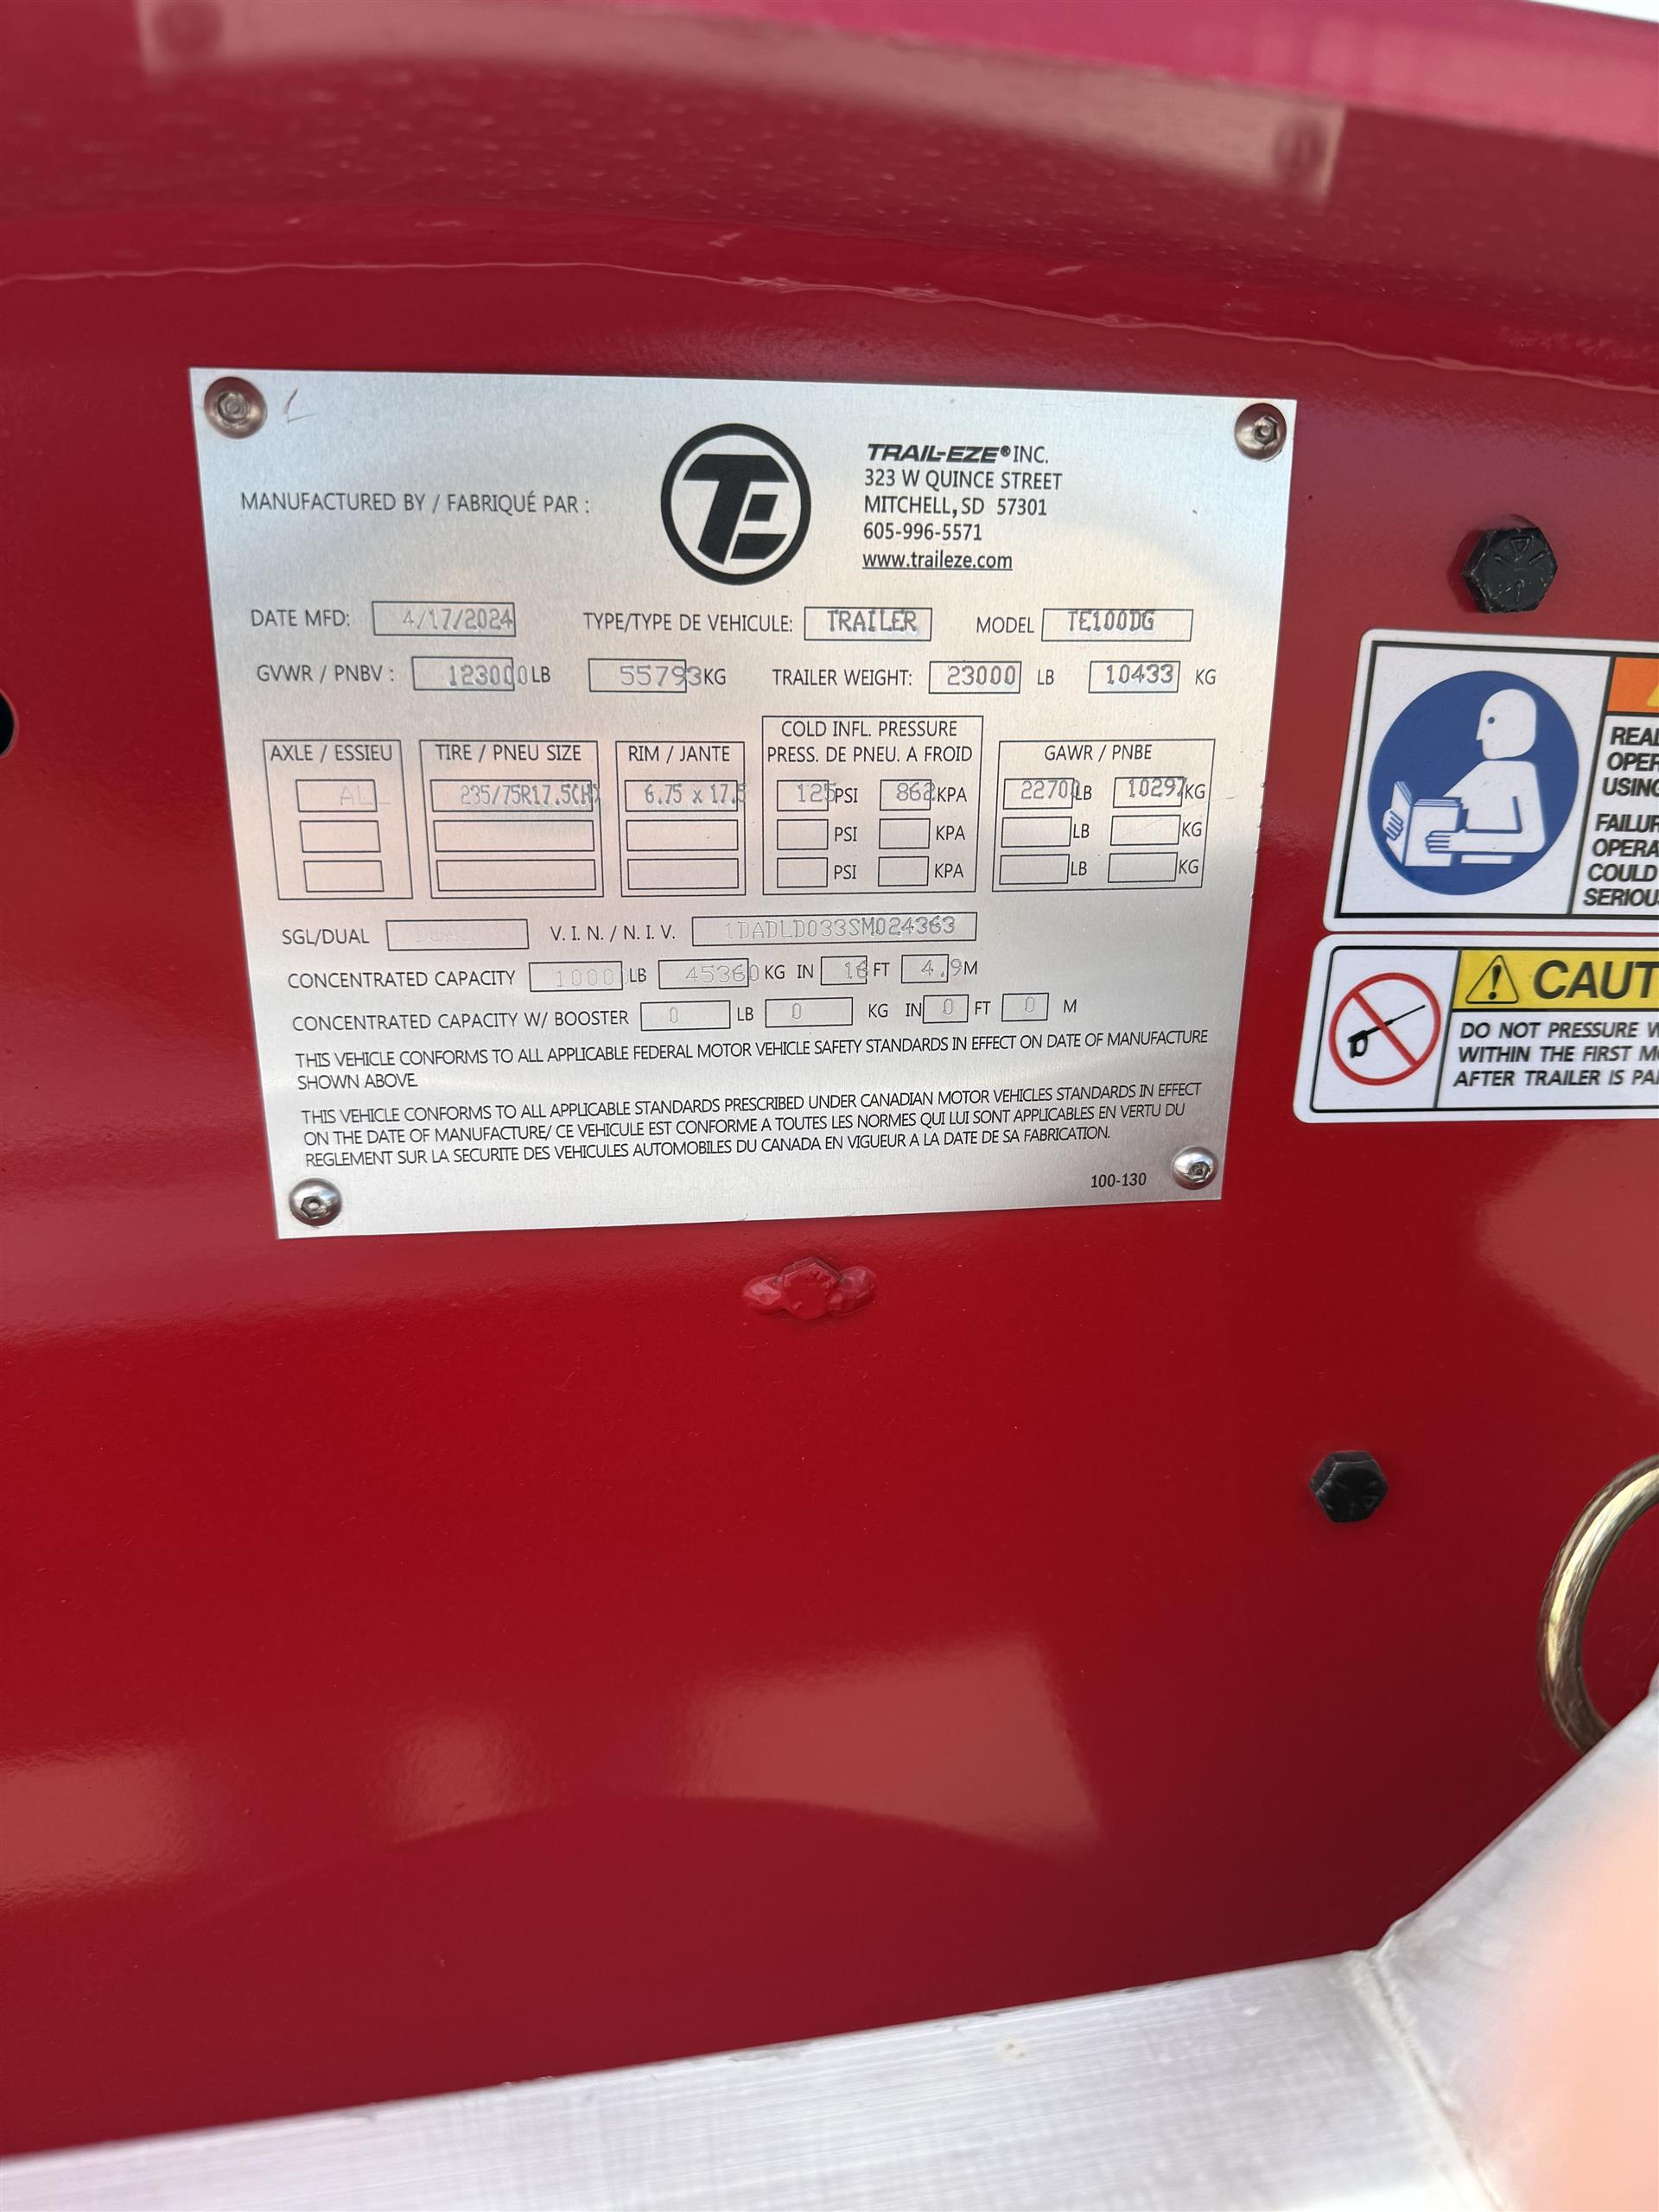 TE
TRAIL-EZE® INC.
323 W QUINCE STREET
MITCHELL, SD 57301
605-996-5571
www.traileze.com
MANUFACTURED BY / FABRIQUÉ PAR :
DATE MFD: 4/17/2024 TYPE/TYPE DE VEHICULE: TRAILER MODEL TE100DG
GVWR / PNBV : 123000 LB 55793 KG TRAILER WEIGHT: 23000 LB 10433 KG
AXLE / ESSIEU TIRE / PNEU SIZE RIM / JANTE COLD INFL. PRESSURE PRESS. DE PNEU. A FROID GAWR / PNBE
ALL 235/75R17.5(H) 6.75 x 17.5 125 PSI 862 KPA 22700 LB 10297 KG
PSI KPA LB KG
PSI KPA LB KG
SGL/DUAL DUAL V. I. N. / N. I. V. 1DADLD033SM024363
CONCENTRATED CAPACITY LB 45360 KG IN 16 FT 4.9 M
CONCENTRATED CAPACITY W/ BOOSTER 0 LB 0 KG IN 0 FT 0 M
THIS VEHICLE CONFORMS TO ALL APPLICABLE FEDERAL MOTOR VEHICLE SAFETY STANDARDS IN EFFECT ON DATE OF MANUFACTURE
SHOWN ABOVE.
THIS VEHICLE CONFORMS TO ALL APPLICABLE STANDARDS PRESCRIBED UNDER CANADIAN MOTOR VEHICLES STANDARDS IN EFFECT
ON THE DATE OF MANUFACTURE/ CE VEHICULE EST CONFORME A TOUTES LES NORMES QUI LUI SONT APPLICABLES EN VERTU DU
REGLEMENT SUR LA SECURITE DES VEHICULES AUTOMOBILES DU CANADA EN VIGUEUR A LA DATE DE SA FABRICATION.
100-130
USING
COULD
DO NOT PRESSURE
WITHIN THE FIRST
AFTER TRAILER IS